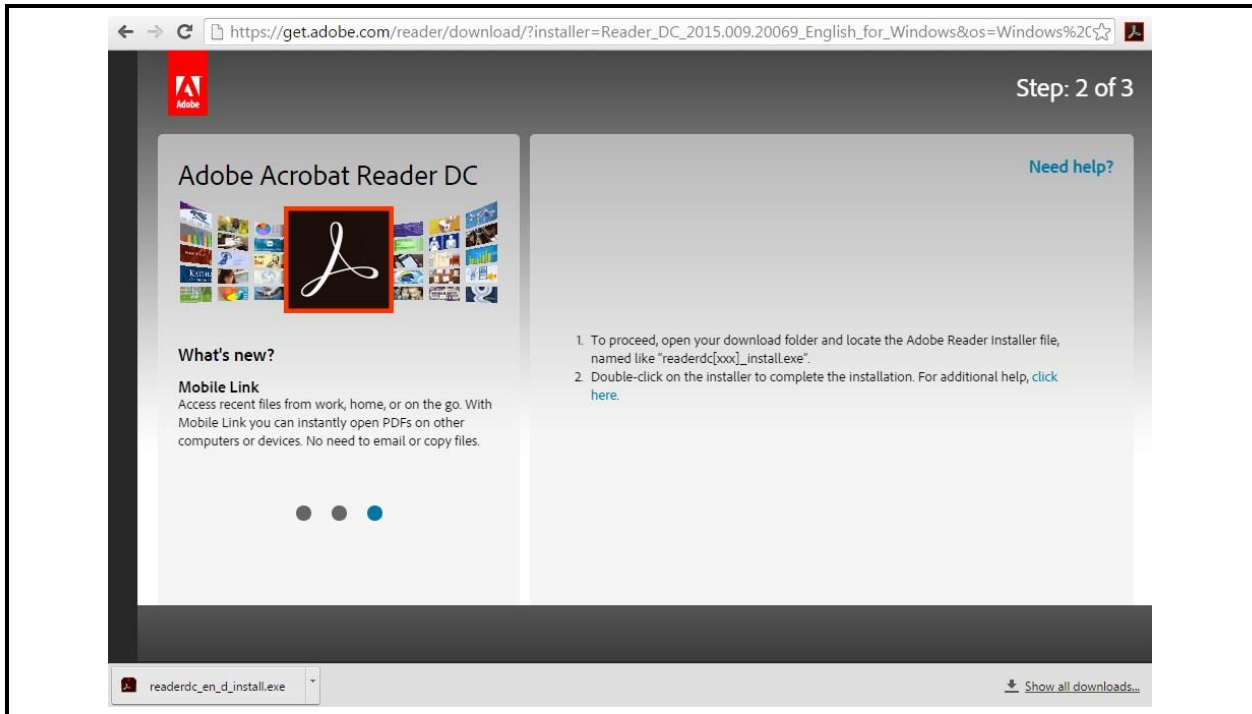 https://get.adobe.com/reader/download/?installer=Reader_DC_2015.009.20069_English_for_Windows&os=Windows%20
Adobe
Step: 2 of 3
Adobe Acrobat Reader DC
What's new?
Mobile Link
Access recent files from work, home, or on the go. With
Mobile Link you can instantly open PDFs on other
computers or devices. No need to email or copy files.
Need help?
1. To proceed, open your download folder and locate the Adobe Reader Installer file,
named like "readerdc[xxx]_install.exe".
2. Double-click on the installer to complete the installation. For additional help, click
here.
readerdc_en_d_install.exe
Show all downloads...